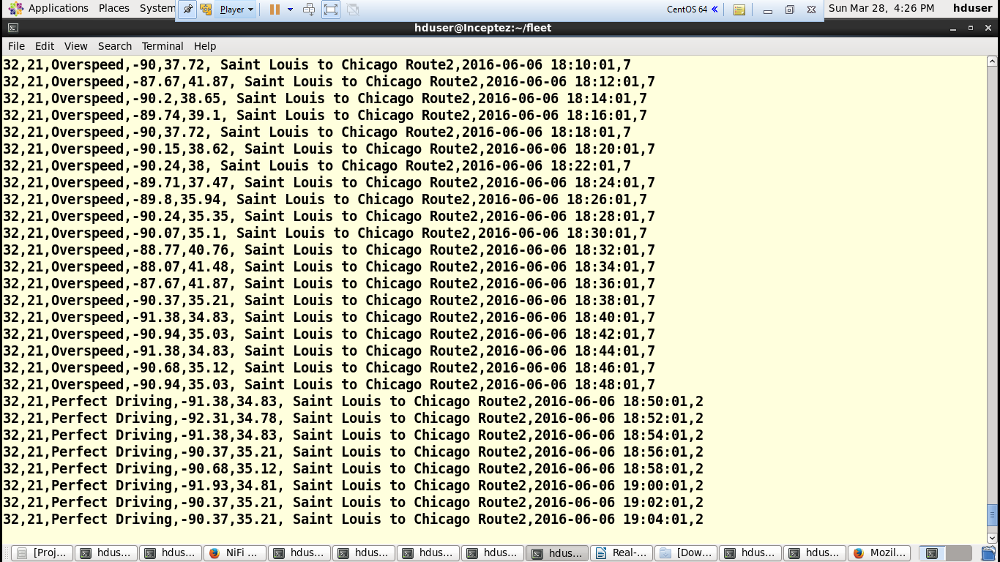 Applications Places System Player CentOS 64 Sun Mar 28, 4:26 PM hduser
hduser@Inceptez:~/fleet
File Edit View Search Terminal Help
32,21,Overspeed,-90,37.72, Saint Louis to Chicago Route2,2016-06-06 18:10:01,7
32,21,Overspeed,-87.67,41.87, Saint Louis to Chicago Route2,2016-06-06 18:12:01,7
32,21,Overspeed,-90.2,38.65, Saint Louis to Chicago Route2,2016-06-06 18:14:01,7
32,21,Overspeed,-89.74,39.1, Saint Louis to Chicago Route2,2016-06-06 18:16:01,7
32,21,Overspeed,-90,37.72, Saint Louis to Chicago Route2,2016-06-06 18:18:01,7
32,21,Overspeed,-90.15,38.62, Saint Louis to Chicago Route2,2016-06-06 18:20:01,7
32,21,Overspeed,-90.24,38, Saint Louis to Chicago Route2,2016-06-06 18:22:01,7
32,21,Overspeed,-89.71,37.47, Saint Louis to Chicago Route2,2016-06-06 18:24:01,7
32,21,Overspeed,-89.8,35.94, Saint Louis to Chicago Route2,2016-06-06 18:26:01,7
32,21,Overspeed,-90.24,35.35, Saint Louis to Chicago Route2,2016-06-06 18:28:01,7
32,21,Overspeed,-90.07,35.1, Saint Louis to Chicago Route2,2016-06-06 18:30:01,7
32,21,Overspeed,-88.77,40.76, Saint Louis to Chicago Route2,2016-06-06 18:32:01,7
32,21,Overspeed,-88.07,41.48, Saint Louis to Chicago Route2,2016-06-06 18:34:01,7
32,21,Overspeed,-87.67,41.87, Saint Louis to Chicago Route2,2016-06-06 18:36:01,7
32,21,Overspeed,-90.37,35.21, Saint Louis to Chicago Route2,2016-06-06 18:38:01,7
32,21,Overspeed,-91.38,34.83, Saint Louis to Chicago Route2,2016-06-06 18:40:01,7
32,21,Overspeed,-90.94,35.03, Saint Louis to Chicago Route2,2016-06-06 18:42:01,7
32,21,Overspeed,-91.38,34.83, Saint Louis to Chicago Route2,2016-06-06 18:44:01,7
32,21,Overspeed,-90.68,35.12, Saint Louis to Chicago Route2,2016-06-06 18:46:01,7
32,21,Overspeed,-90.94,35.03, Saint Louis to Chicago Route2,2016-06-06 18:48:01,7
32,21,Perfect Driving,-91.38,34.83, Saint Louis to Chicago Route2,2016-06-06 18:50:01,2
32,21,Perfect Driving,-92.31,34.78, Saint Louis to Chicago Route2,2016-06-06 18:52:01,2
32,21,Perfect Driving,-91.38,34.83, Saint Louis to Chicago Route2,2016-06-06 18:54:01,2
32,21,Perfect Driving,-90.37,35.21, Saint Louis to Chicago Route2,2016-06-06 18:56:01,2
32,21,Perfect Driving,-90.68,35.12, Saint Louis to Chicago Route2,2016-06-06 18:58:01,2
32,21,Perfect Driving,-91.93,34.81, Saint Louis to Chicago Route2,2016-06-06 19:00:01,2
32,21,Perfect Driving,-90.37,35.21, Saint Louis to Chicago Route2,2016-06-06 19:02:01,2
32,21,Perfect Driving,-90.37,35.21, Saint Louis to Chicago Route2,2016-06-06 19:04:01,2
[Proj... hdus... hdus... NiFi ... hdus... hdus... hdus... hdus... hdus... Real-... [Dow... hdus... hdus... Mozil...